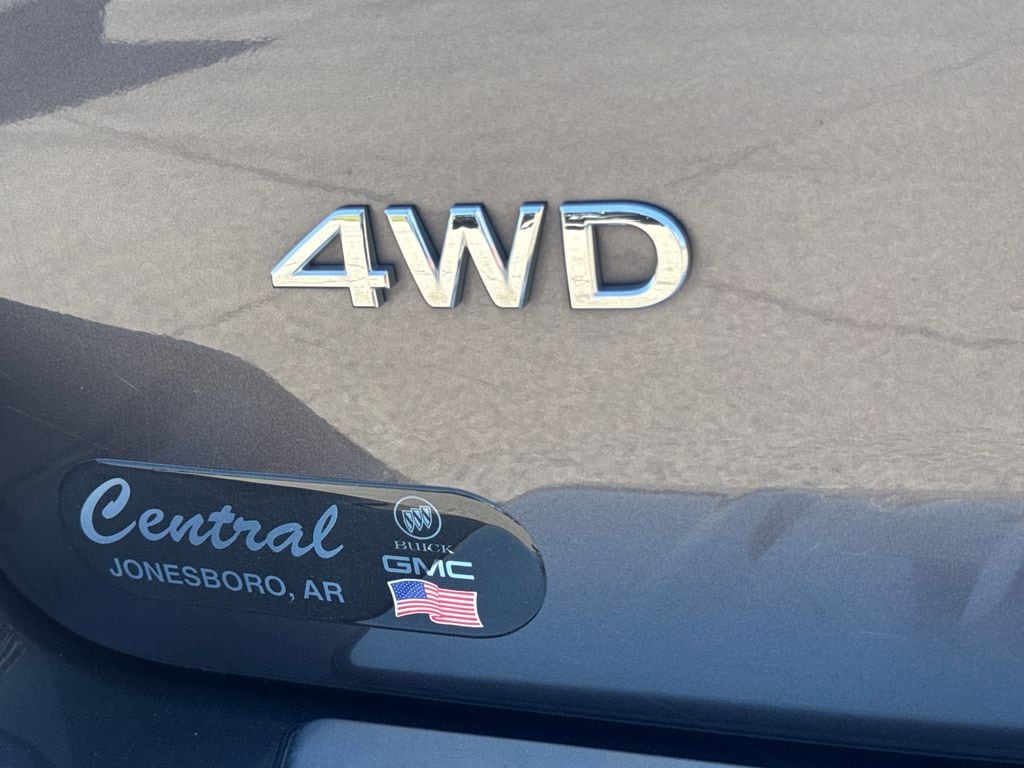 4WD
Central
JONESBORO, AR
BUICK
GMC